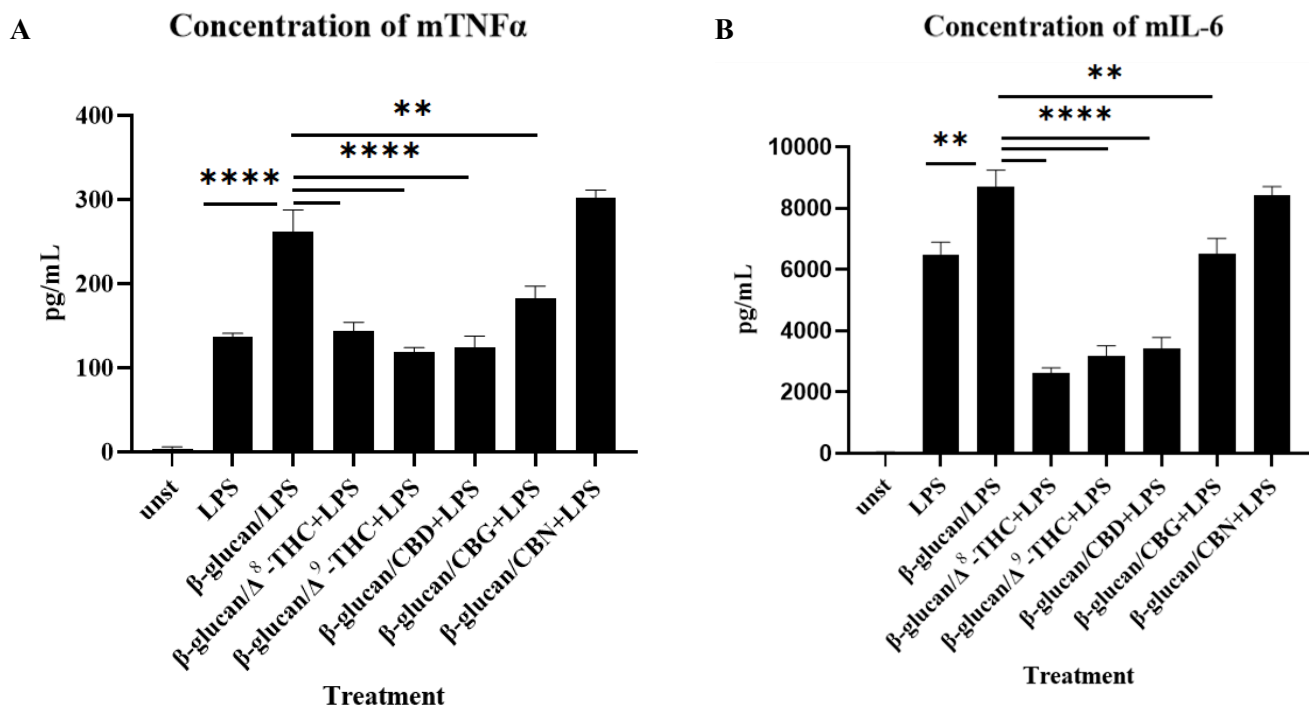 A
Concentration of mTNFα
pg/mL
400
300
200
100
0
****
**
****
unst
LPS
β-glucan/LPS
β-glucan/Δ⁸-THC+LPS
β-glucan/Δ⁹-THC+LPS
β-glucan/CBD+LPS
β-glucan/CBG+LPS
β-glucan/CBN+LPS
Treatment
B
Concentration of mIL-6
pg/mL
10000
8000
6000
4000
2000
0
**
**
****
unst
LPS
β-glucan/LPS
β-glucan/Δ⁸-THC+LPS
β-glucan/Δ⁹-THC+LPS
β-glucan/CBD+LPS
β-glucan/CBG+LPS
β-glucan/CBN+LPS
Treatment